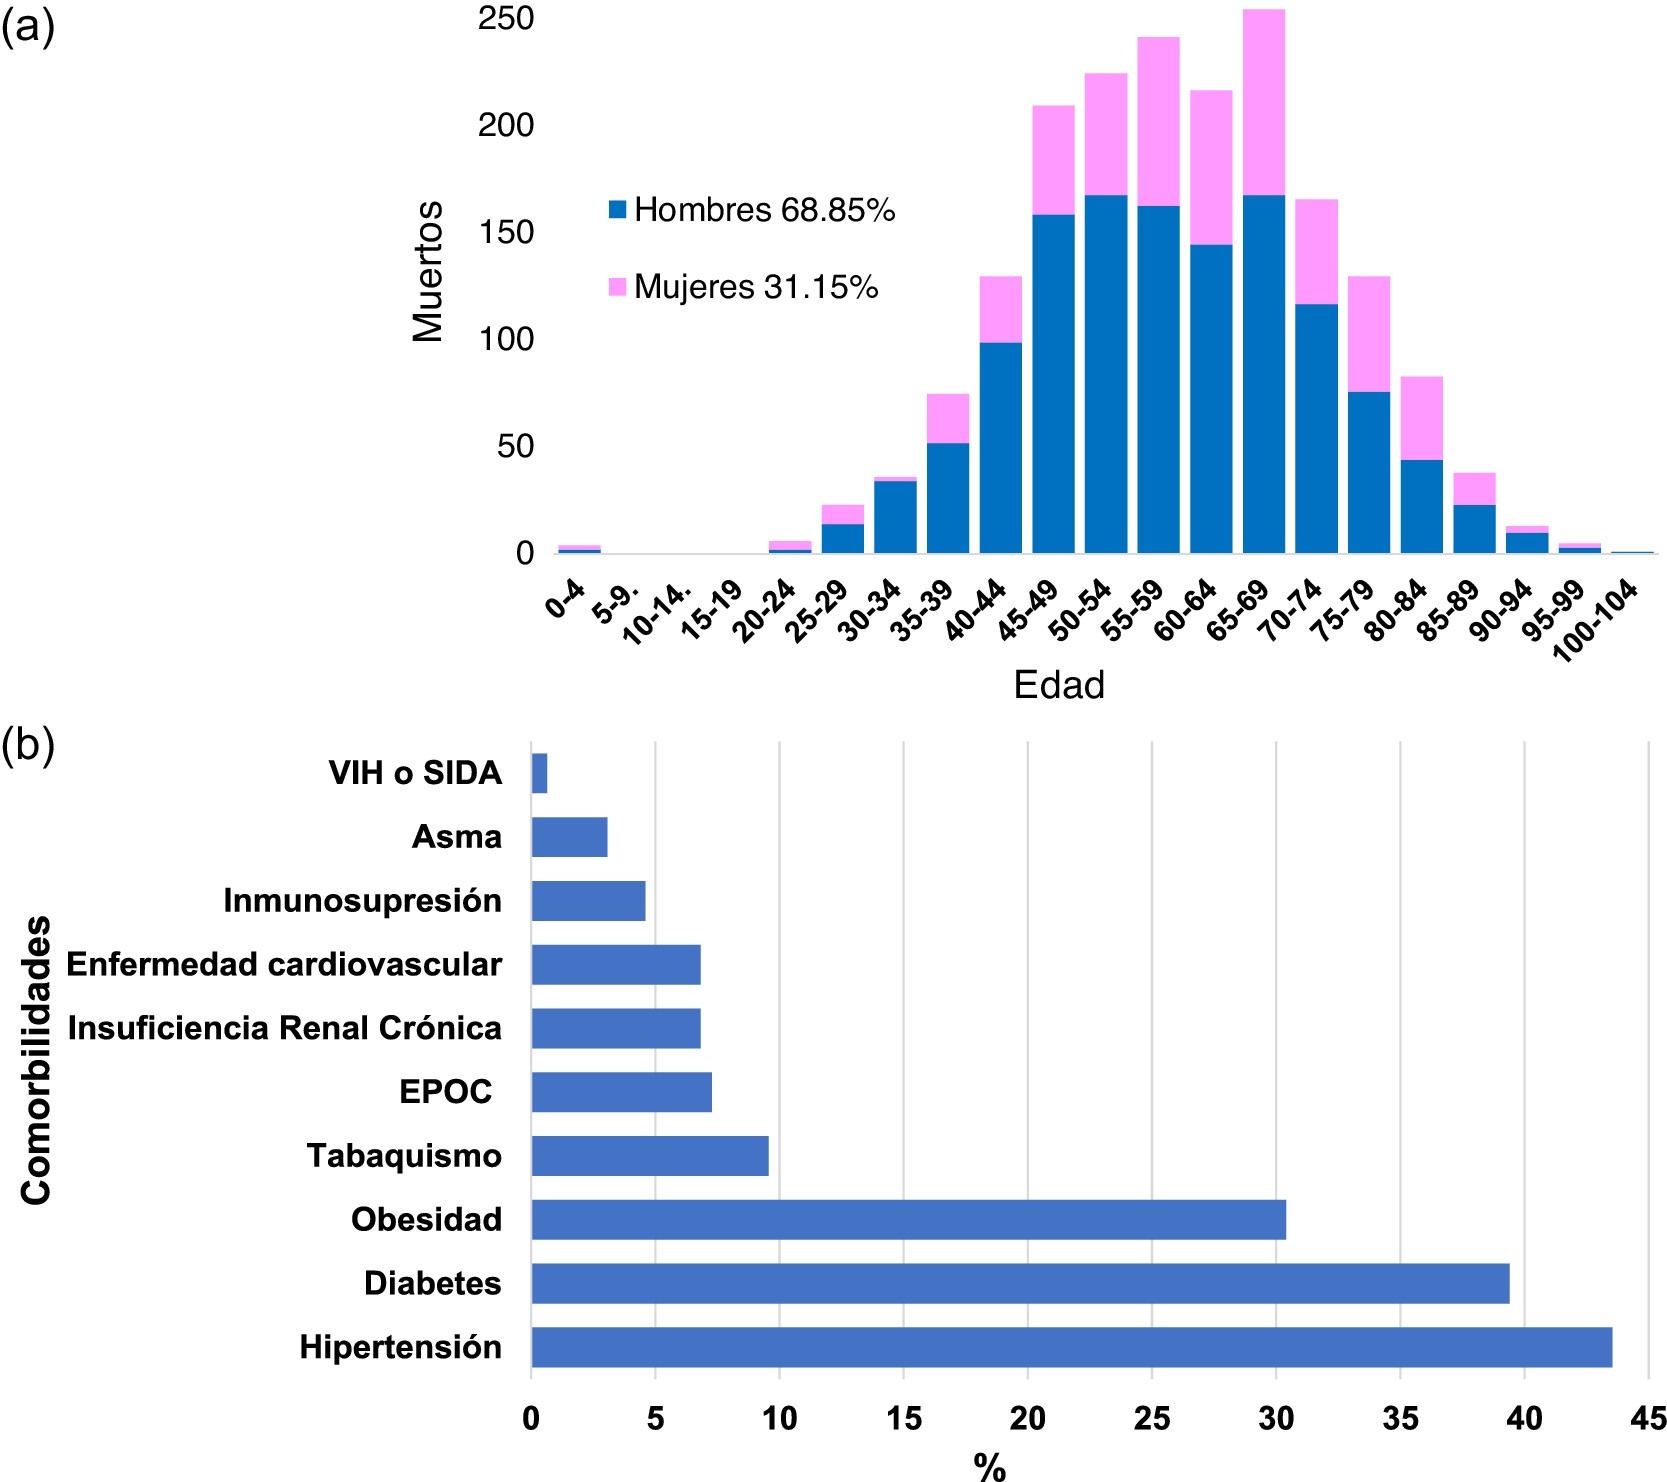 (a)
250
200
150
100
50
0
Muertos
Hombres 68.85%
Mujeres 31.15%
0-4
5-9.
10-14.
15-19
20-24
25-29
30-34
35-39
40-44
45-49
50-54
55-59
60-64
65-69
70-74
75-79
80-84
85-89
90-94
95-99
100-104
Edad
(b)
Comorbilidades
VIH o SIDA
Asma
Inmunosupresión
Enfermedad cardiovascular
Insuficiencia Renal Crónica
EPOC
Tabaquismo
Obesidad
Diabetes
Hipertensión
0 5 10 15 20 25 30 35 40 45
%